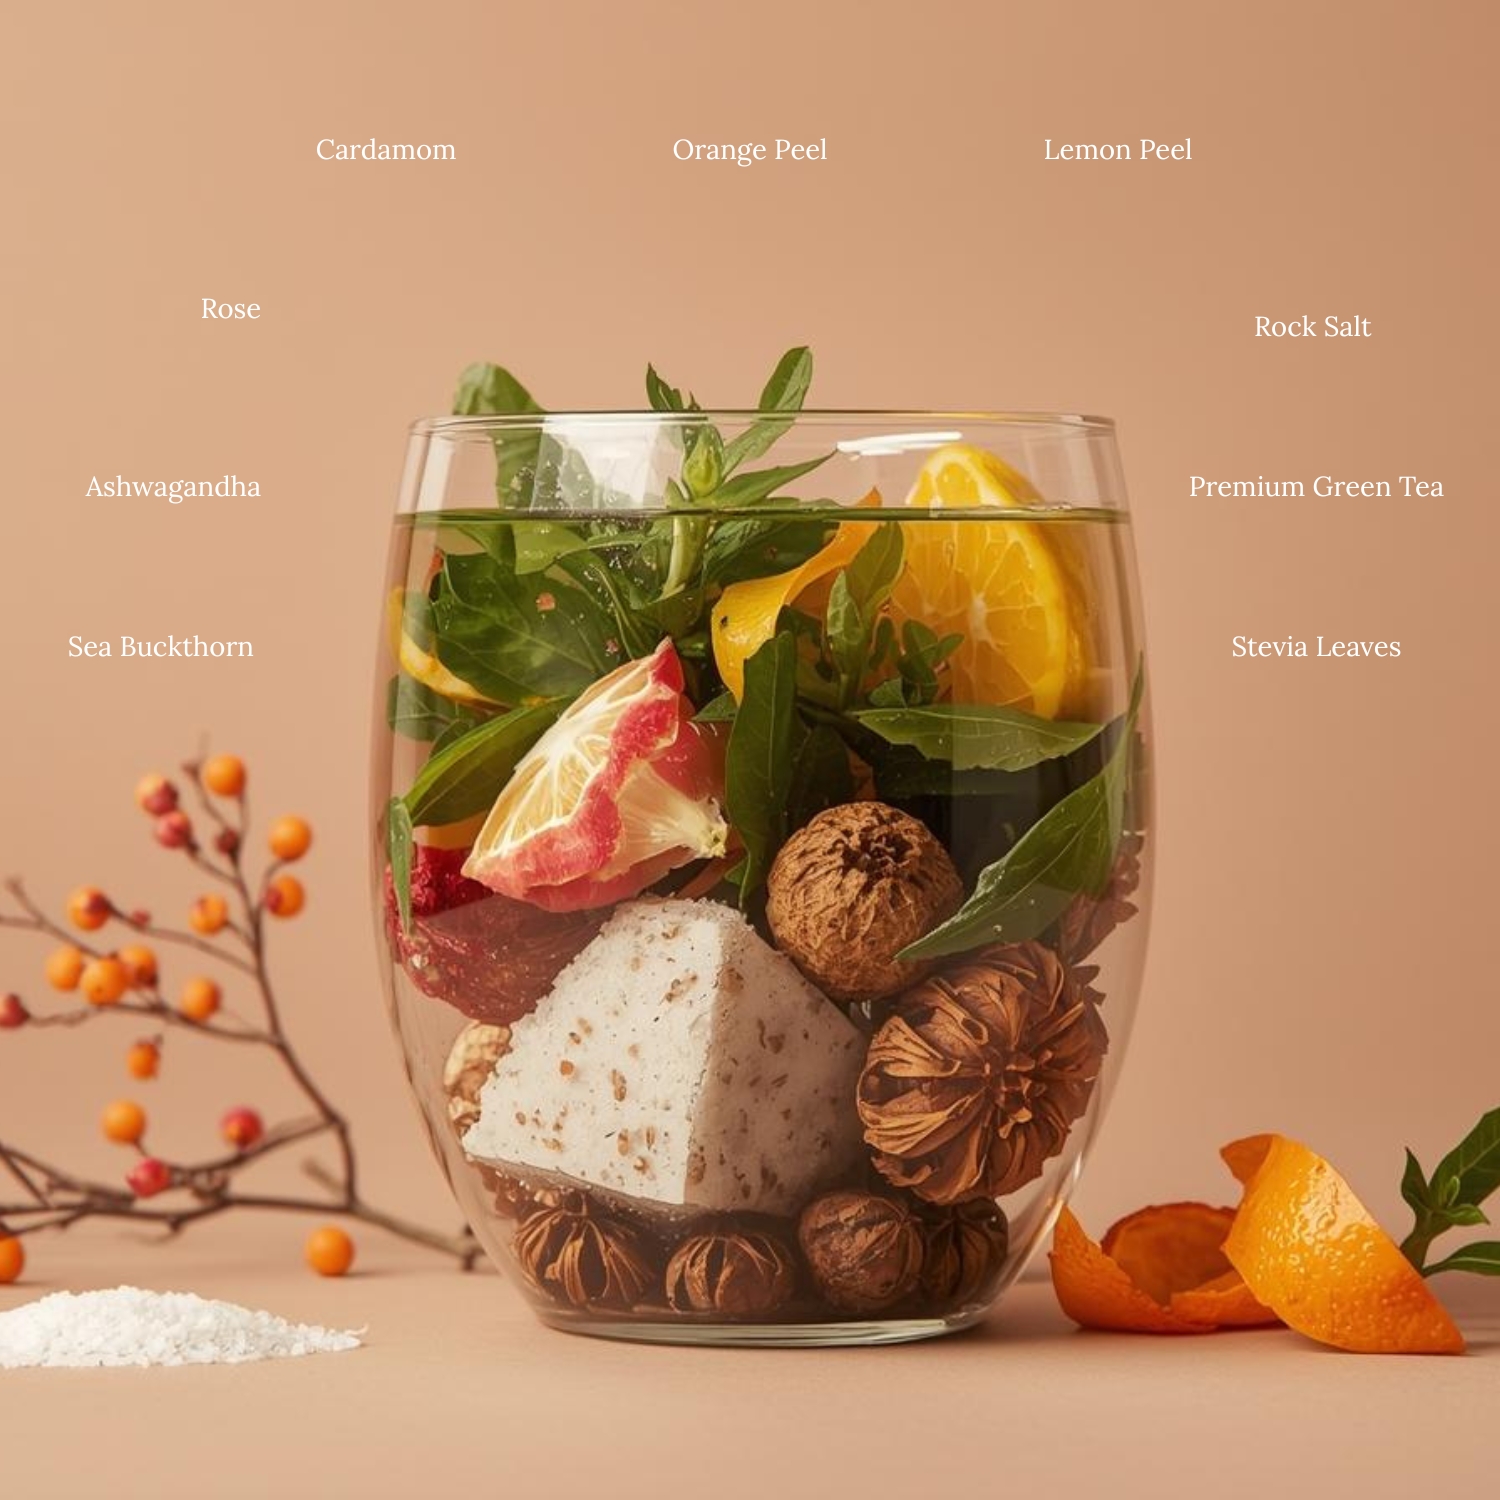 Cardamom
Orange Peel
Lemon Peel
Rose
Rock Salt
Ashwagandha
Premium Green Tea
Sea Buckthorn
Stevia Leaves